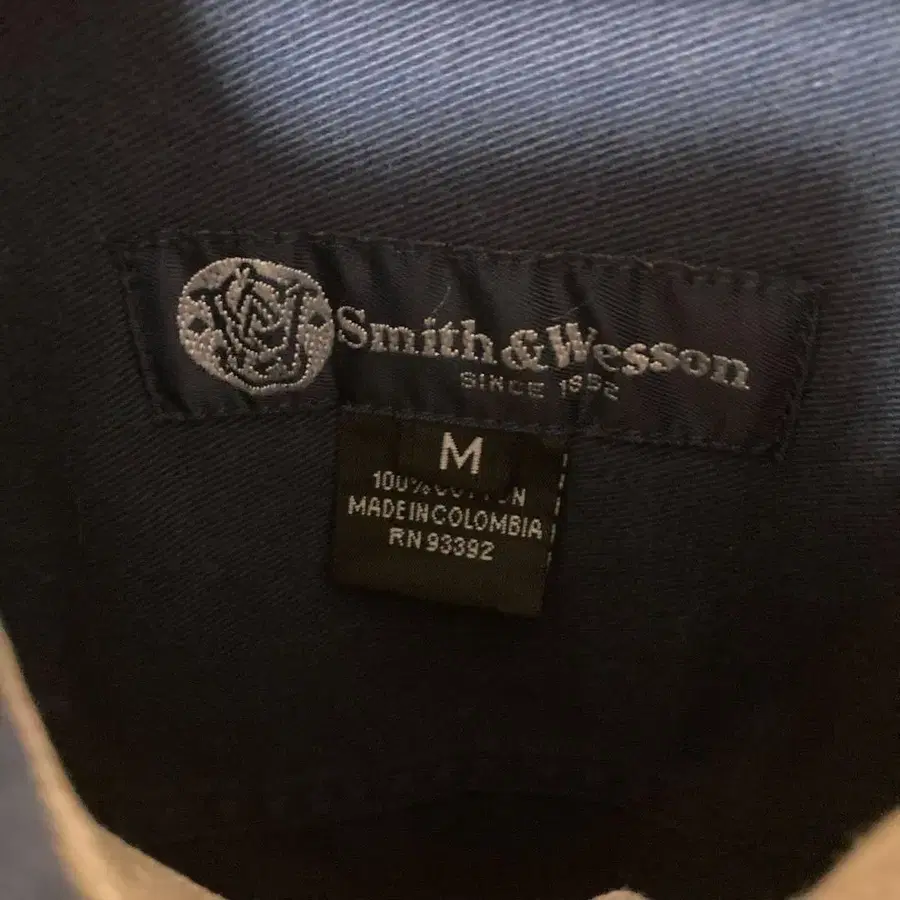 Smith & Wesson
SINCE 1852
M
100% COTTON
MADE IN COLOMBIA
RN 93392